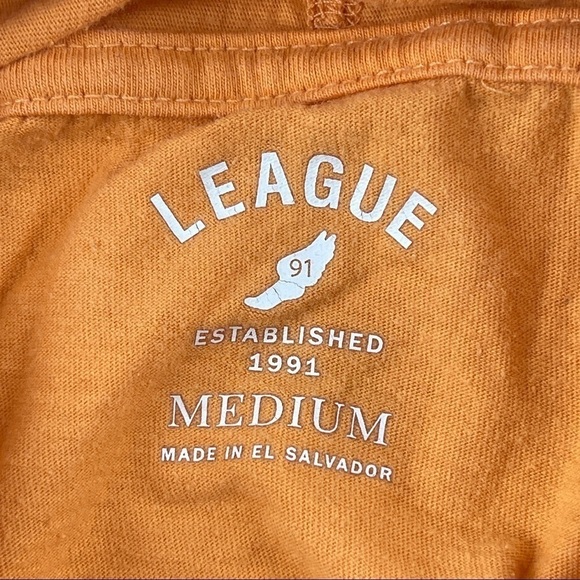 LEAGUE
91
ESTABLISHED
1991
MEDIUM
MADE IN EL SALVADOR